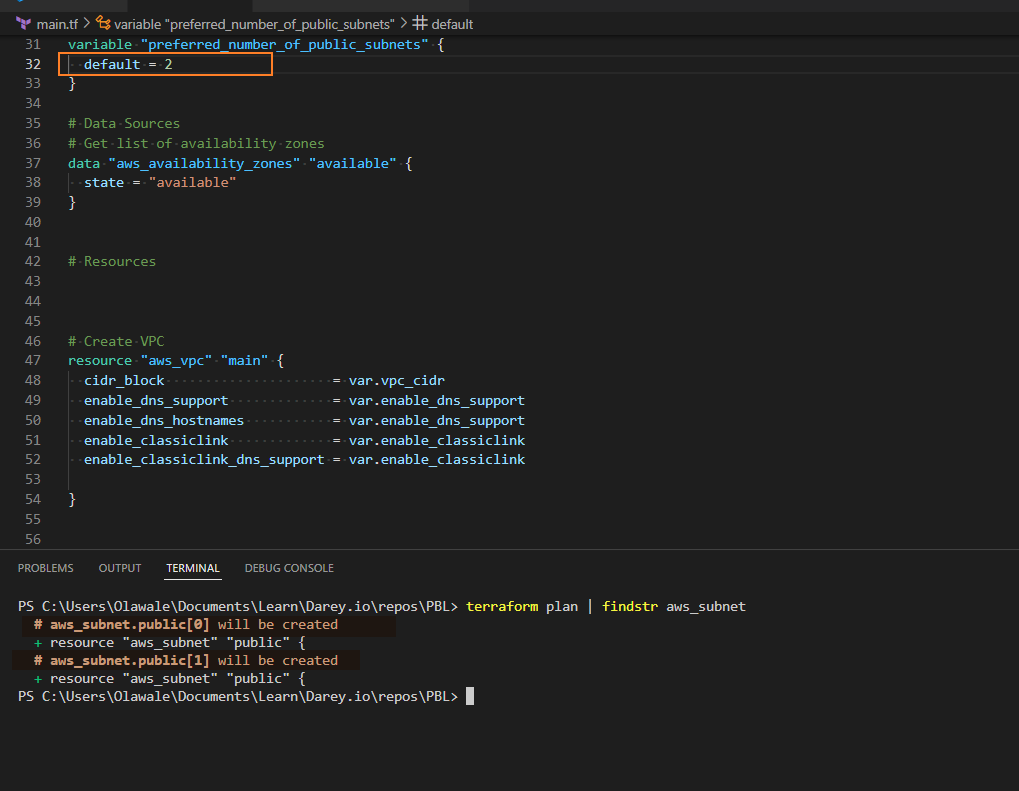 main.tf > variable "preferred_number_of_public_subnets" > default
31 variable "preferred_number_of_public_subnets" {
32   default = 2
33 }
34
35 # Data Sources
36 # Get list of availability zones
37 data "aws_availability_zones" "available" {
38   state = "available"
39 }
40
41
42 # Resources
43
44
45
46 # Create VPC
47 resource "aws_vpc" "main" {
48   cidr_block                     = var.vpc_cidr
49   enable_dns_support             = var.enable_dns_support
50   enable_dns_hostnames           = var.enable_dns_support
51   enable_classiclink             = var.enable_classiclink
52   enable_classiclink_dns_support = var.enable_classiclink
53
54 }
55
56
PROBLEMS OUTPUT TERMINAL DEBUG CONSOLE
PS C:\Users\Olawale\Documents\Learn\Darey.io\repos\PBL> terraform plan | findstr aws_subnet
  # aws_subnet.public[0] will be created
  + resource "aws_subnet" "public" {
  # aws_subnet.public[1] will be created
  + resource "aws_subnet" "public" {
PS C:\Users\Olawale\Documents\Learn\Darey.io\repos\PBL>